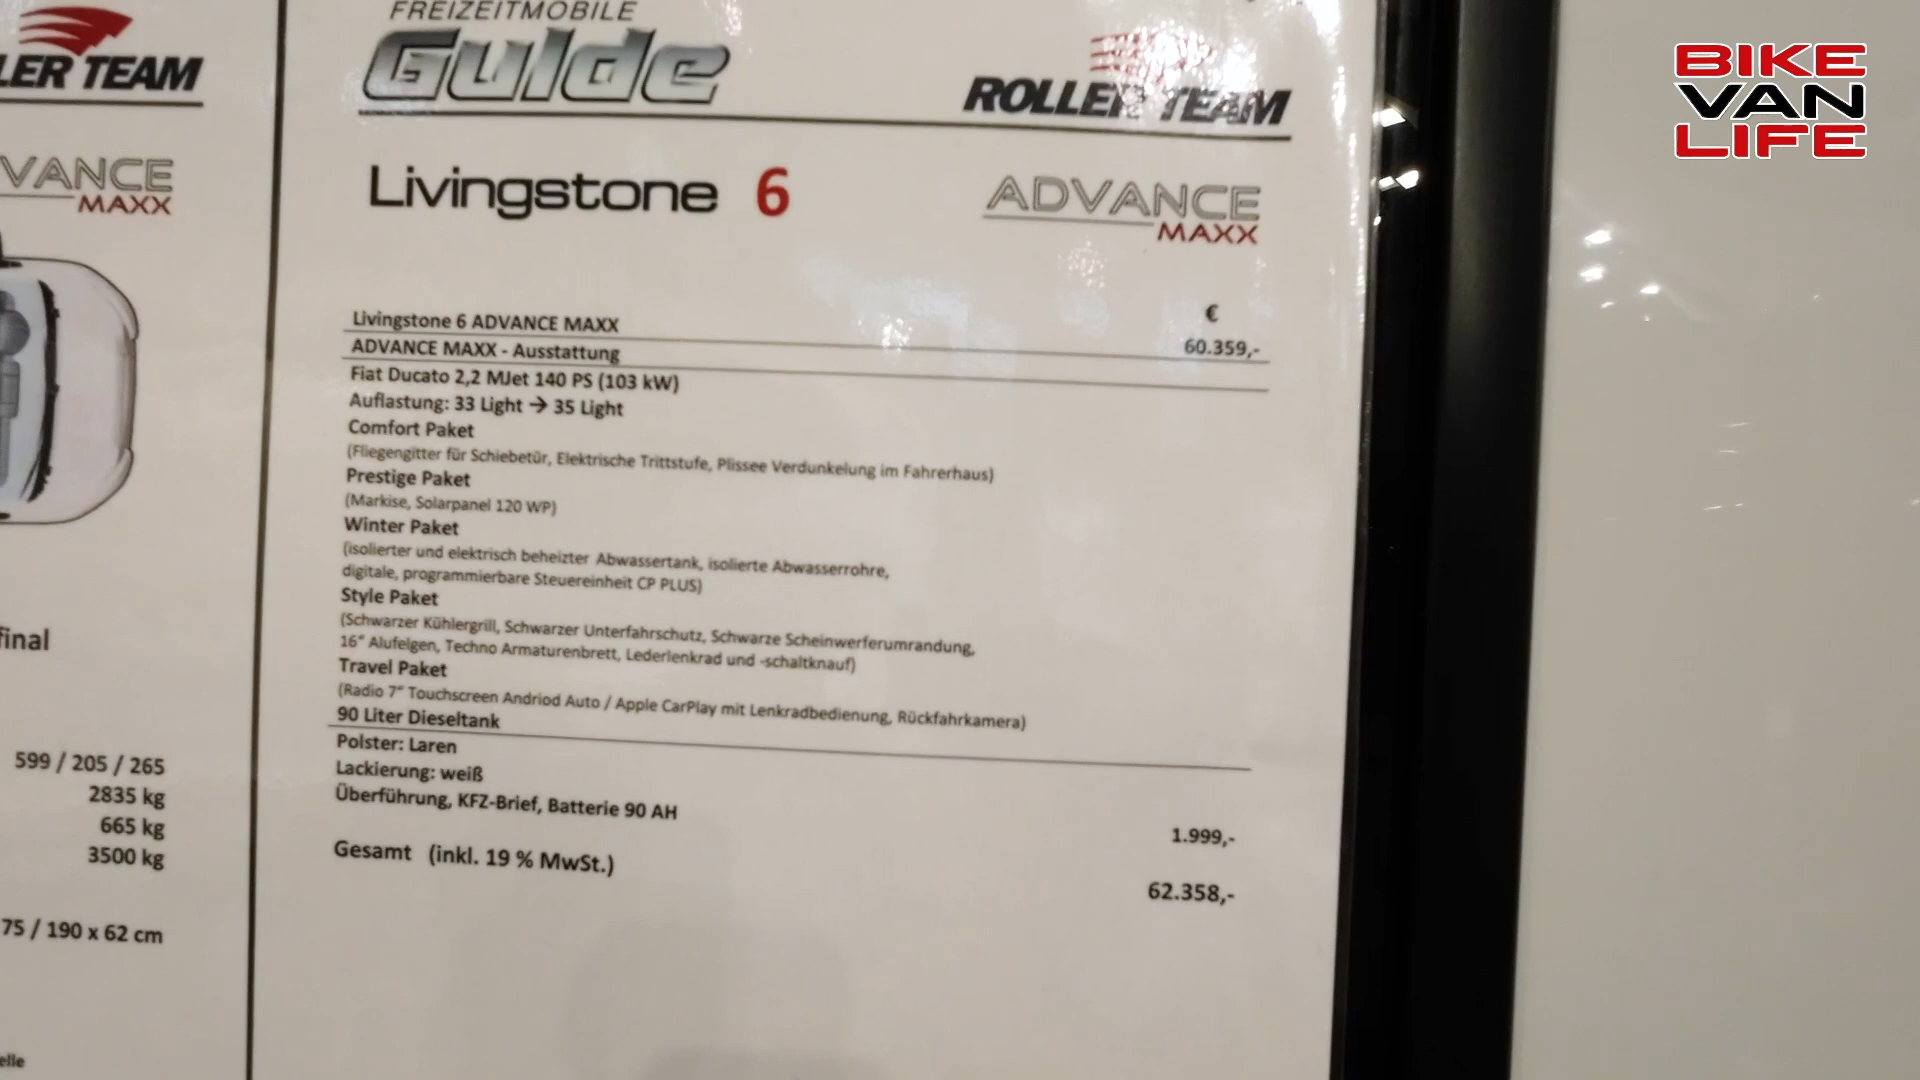 LER TEAM
VANCE
MAXX
final
599 / 205 / 265
2835 kg
665 kg
3500 kg
75 / 190 x 62 cm
elle
FREIZEITMOBILE
Gulde
ROLLER TEAM
Livingstone 6
ADVANCE
MAXX
€
Livingstone 6 ADVANCE MAXX 60.359,-
ADVANCE MAXX - Ausstattung
Fiat Ducato 2,2 MJet 140 PS (103 kW)
Auflastung: 33 Light → 35 Light
Comfort Paket
(Fliegengitter für Schiebetür, Elektrische Trittstufe, Plissee Verdunkelung im Fahrerhaus)
Prestige Paket
(Markise, Solarpanel 120 WP)
Winter Paket
(isolierter und elektrisch beheizter Abwassertank, isolierte Abwasserrohre,
digitale, programmierbare Steuereinheit CP PLUS)
Style Paket
(Schwarzer Kühlergrill, Schwarzer Unterfahrschutz, Schwarze Scheinwerferumrandung,
16" Alufelgen, Techno Armaturenbrett, Lederlenkrad und -schaltknauf)
Travel Paket
(Radio 7" Touchscreen Andriod Auto / Apple CarPlay mit Lenkradbedienung, Rückfahrkamera)
90 Liter Dieseltank
Polster: Laren
Lackierung: weiß
Überführung, KFZ-Brief, Batterie 90 AH 1.999,-
Gesamt (inkl. 19 % MwSt.) 62.358,-
BIKE
VAN
LIFE